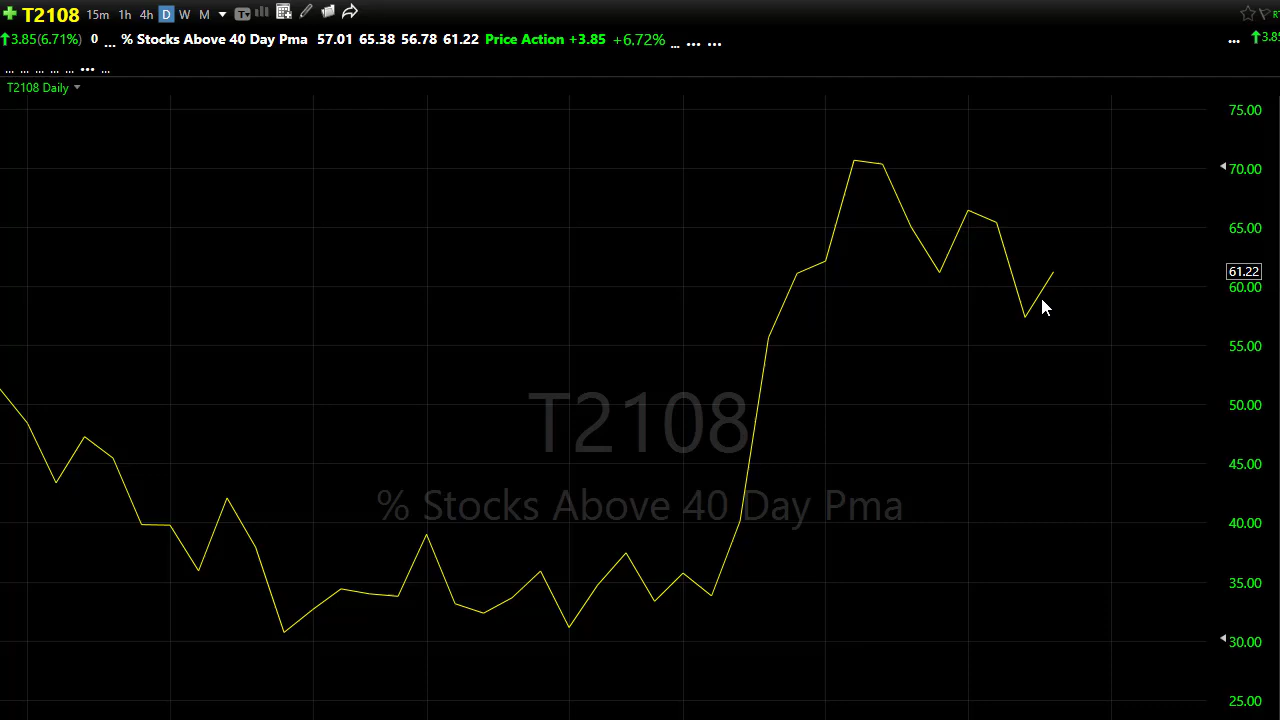 T2108 15m 1h 4h D W M T
↑3.85(6.71%) 0 ... % Stocks Above 40 Day Pma 57.01 65.38 56.78 61.22 Price Action +3.85 +6.72% ... ... ... ... ↑3.85
... ... ... ... ... ... ...
T2108 Daily
75.00
70.00
65.00
61.22
60.00
55.00
50.00
45.00
40.00
35.00
30.00
25.00
T2108
% Stocks Above 40 Day Pma